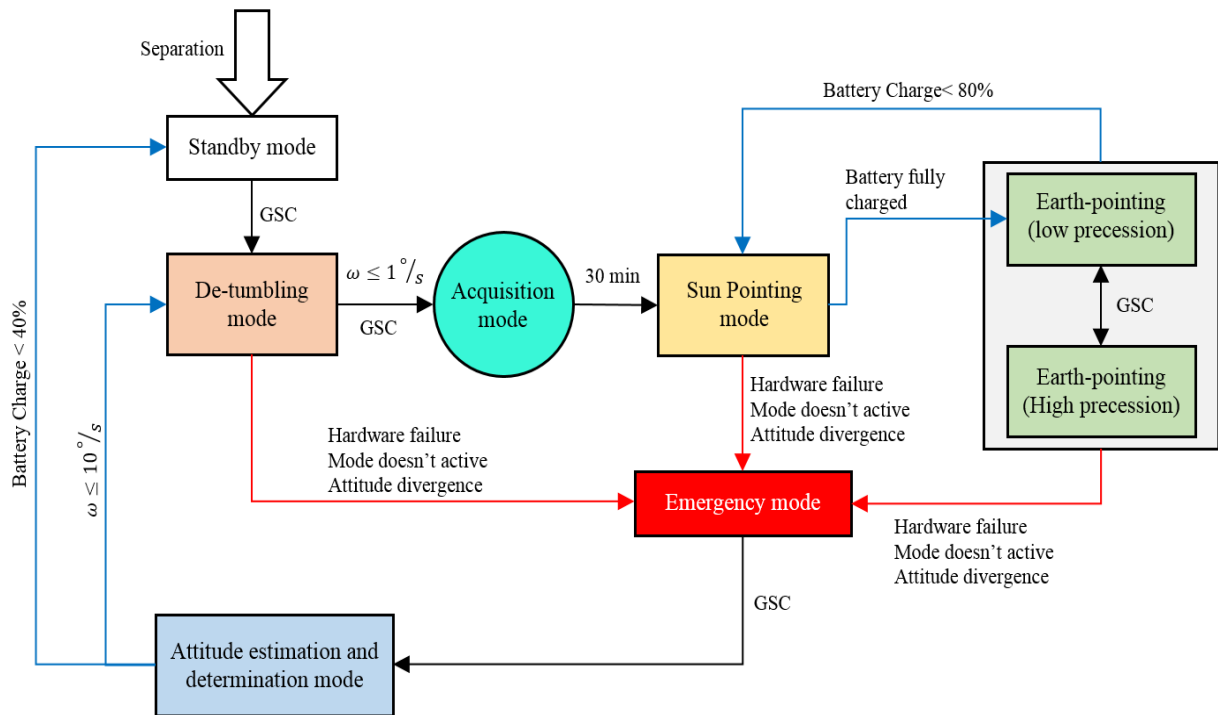 Separation
Standby mode
GSC
De-tumbling
mode
ω ≤ 1 °/s
GSC
Acquisition
mode
30 min
Sun Pointing
mode
Battery Charge< 80%
Battery fully
charged
Earth-pointing
(low precession)
GSC
Earth-pointing
(High precession)
Hardware failure
Mode doesn’t active
Attitude divergence
Hardware failure
Mode doesn’t active
Attitude divergence
Hardware failure
Mode doesn’t active
Attitude divergence
Emergency mode
GSC
Attitude estimation and
determination mode
Battery Charge < 40%
ω ≤ 10 °/s